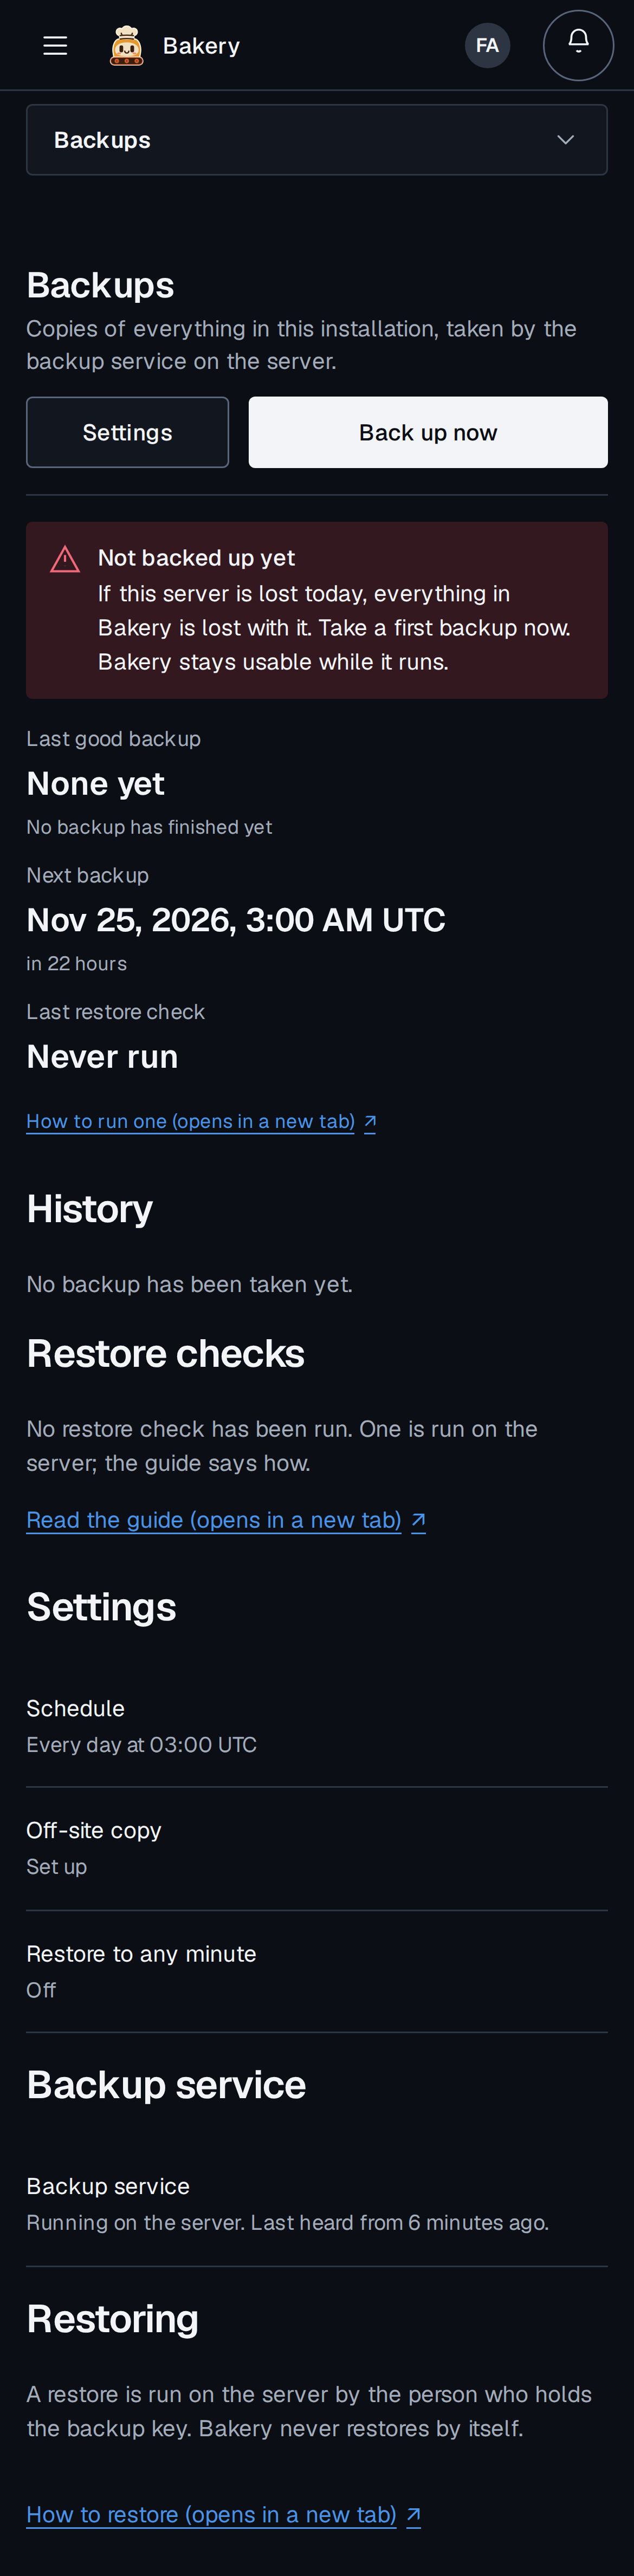 Bakery
FA
Backups
Backups
Copies of everything in this installation, taken by the
backup service on the server.
Settings
Back up now
Not backed up yet
If this server is lost today, everything in
Bakery is lost with it. Take a first backup now.
Bakery stays usable while it runs.
Last good backup
None yet
No backup has finished yet
Next backup
Nov 25, 2026, 3:00 AM UTC
in 22 hours
Last restore check
Never run
How to run one (opens in a new tab)
History
No backup has been taken yet.
Restore checks
No restore check has been run. One is run on the
server; the guide says how.
Read the guide (opens in a new tab)
Settings
Schedule
Every day at 03:00 UTC
Off-site copy
Set up
Restore to any minute
Off
Backup service
Backup service
Running on the server. Last heard from 6 minutes ago.
Restoring
A restore is run on the server by the person who holds
the backup key. Bakery never restores by itself.
How to restore (opens in a new tab)